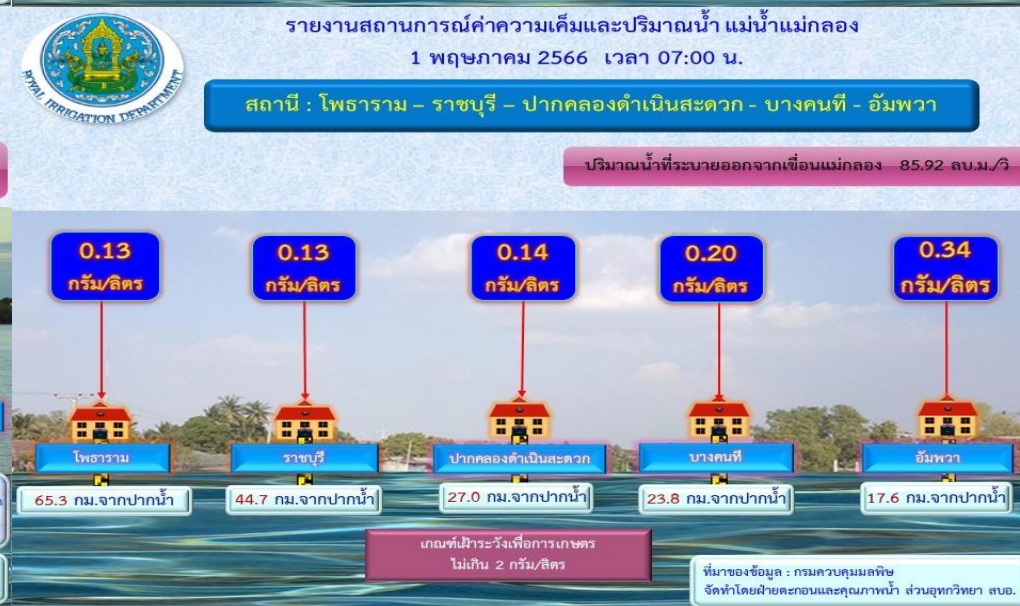 รายงานสถานการณ์ค่าความเค็มและปริมาณน้ำ แม่น้ำแม่กลอง
1 พฤษภาคม 2566 เวลา 07:00 น.
ROYAL IRRIGATION DEPARTMENT
สถานี : โพธาราม – ราชบุรี – ปากคลองดำเนินสะดวก - บางคนที - อัมพวา
ปริมาณน้ำที่ระบายออกจากเขื่อนแม่กลอง 85.92 ลบ.ม./วิ
0.13 0.13 0.14 0.20 0.34
กรัม/ลิตร กรัม/ลิตร กรัม/ลิตร กรัม/ลิตร กรัม/ลิตร
โพธาราม ราชบุรี ปากคลองดำเนินสะดวก บางคนที อัมพวา
65.3 กม.จากปากน้ำ 44.7 กม.จากปากน้ำ 27.0 กม.จากปากน้ำ 23.8 กม.จากปากน้ำ 17.6 กม.จากปากน้ำ
เกณฑ์เฝ้าระวังเพื่อการเกษตร
ไม่เกิน 2 กรัม/ลิตร
ที่มาของข้อมูล : กรมควบคุมมลพิษ
จัดทำโดยฝ่ายตะกอนและคุณภาพน้ำ ส่วนอุทกวิทยา สบอ.